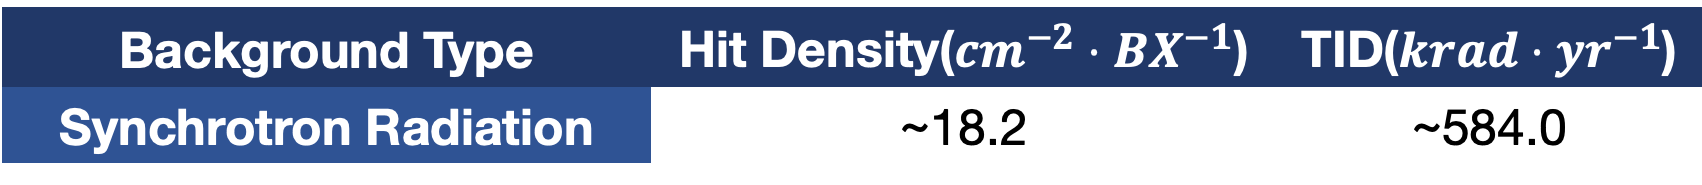 Background Type Hit Density(cm⁻² · BX⁻¹) TID(krad · yr⁻¹)
Synchrotron Radiation ~18.2 ~584.0